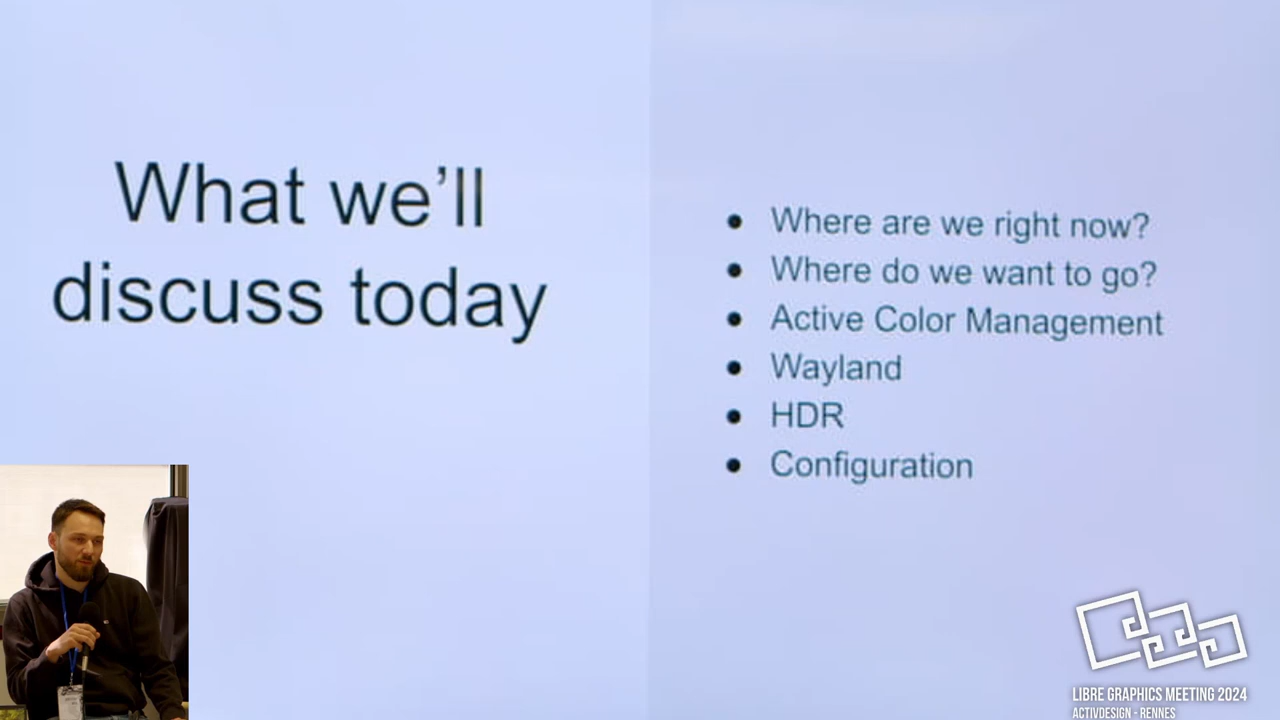 What we’ll
discuss today
● Where are we right now?
● Where do we want to go?
● Active Color Management
● Wayland
● HDR
● Configuration
LIBRE GRAPHICS MEETING 2024
ACTIVDESIGN - RENNES